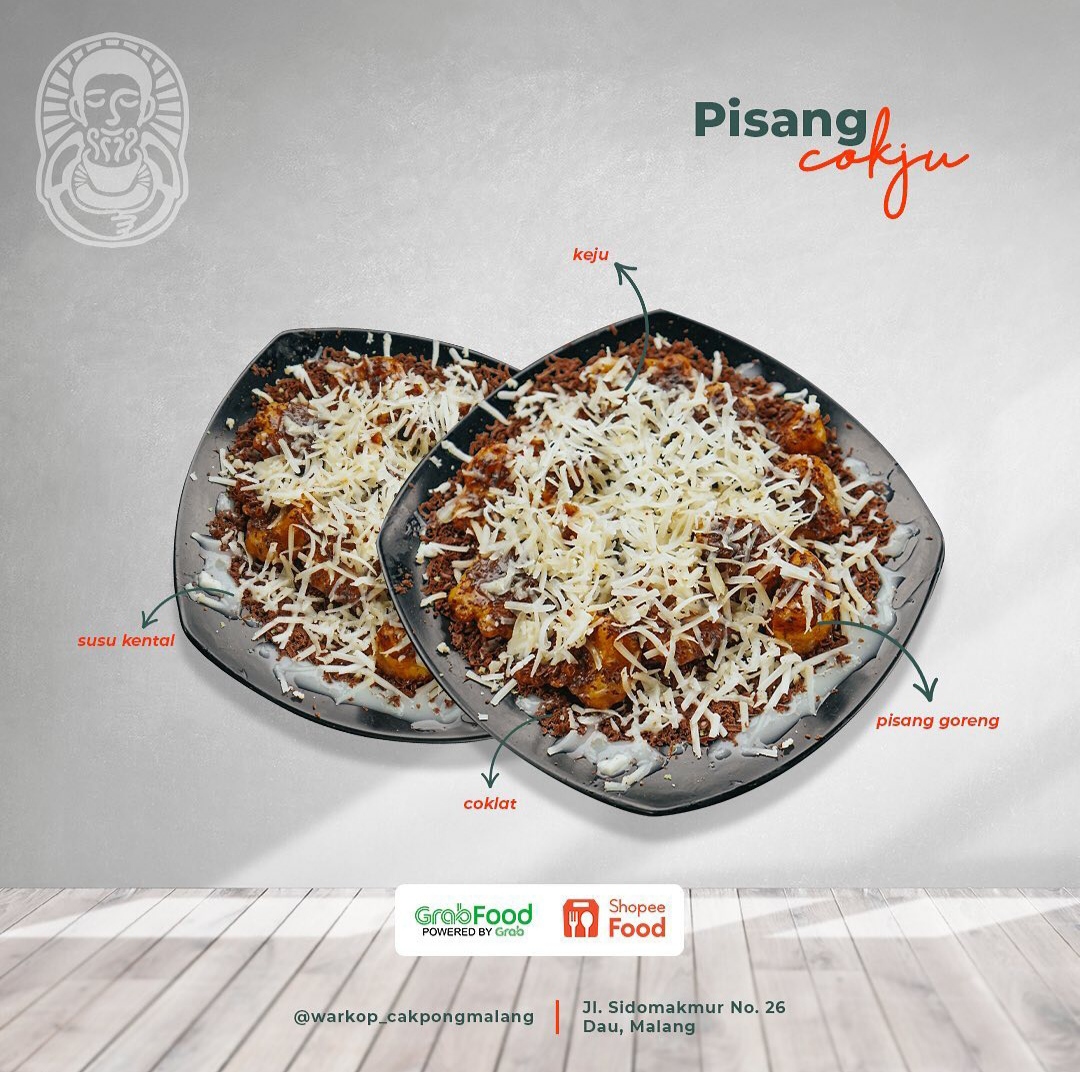 Pisang
cokju
keju
susu kental
pisang goreng
coklat
GrabFood
POWERED BY Grab
Shopee
Food
@warkop_cakpongmalang
Jl. Sidomakmur No. 26
Dau, Malang